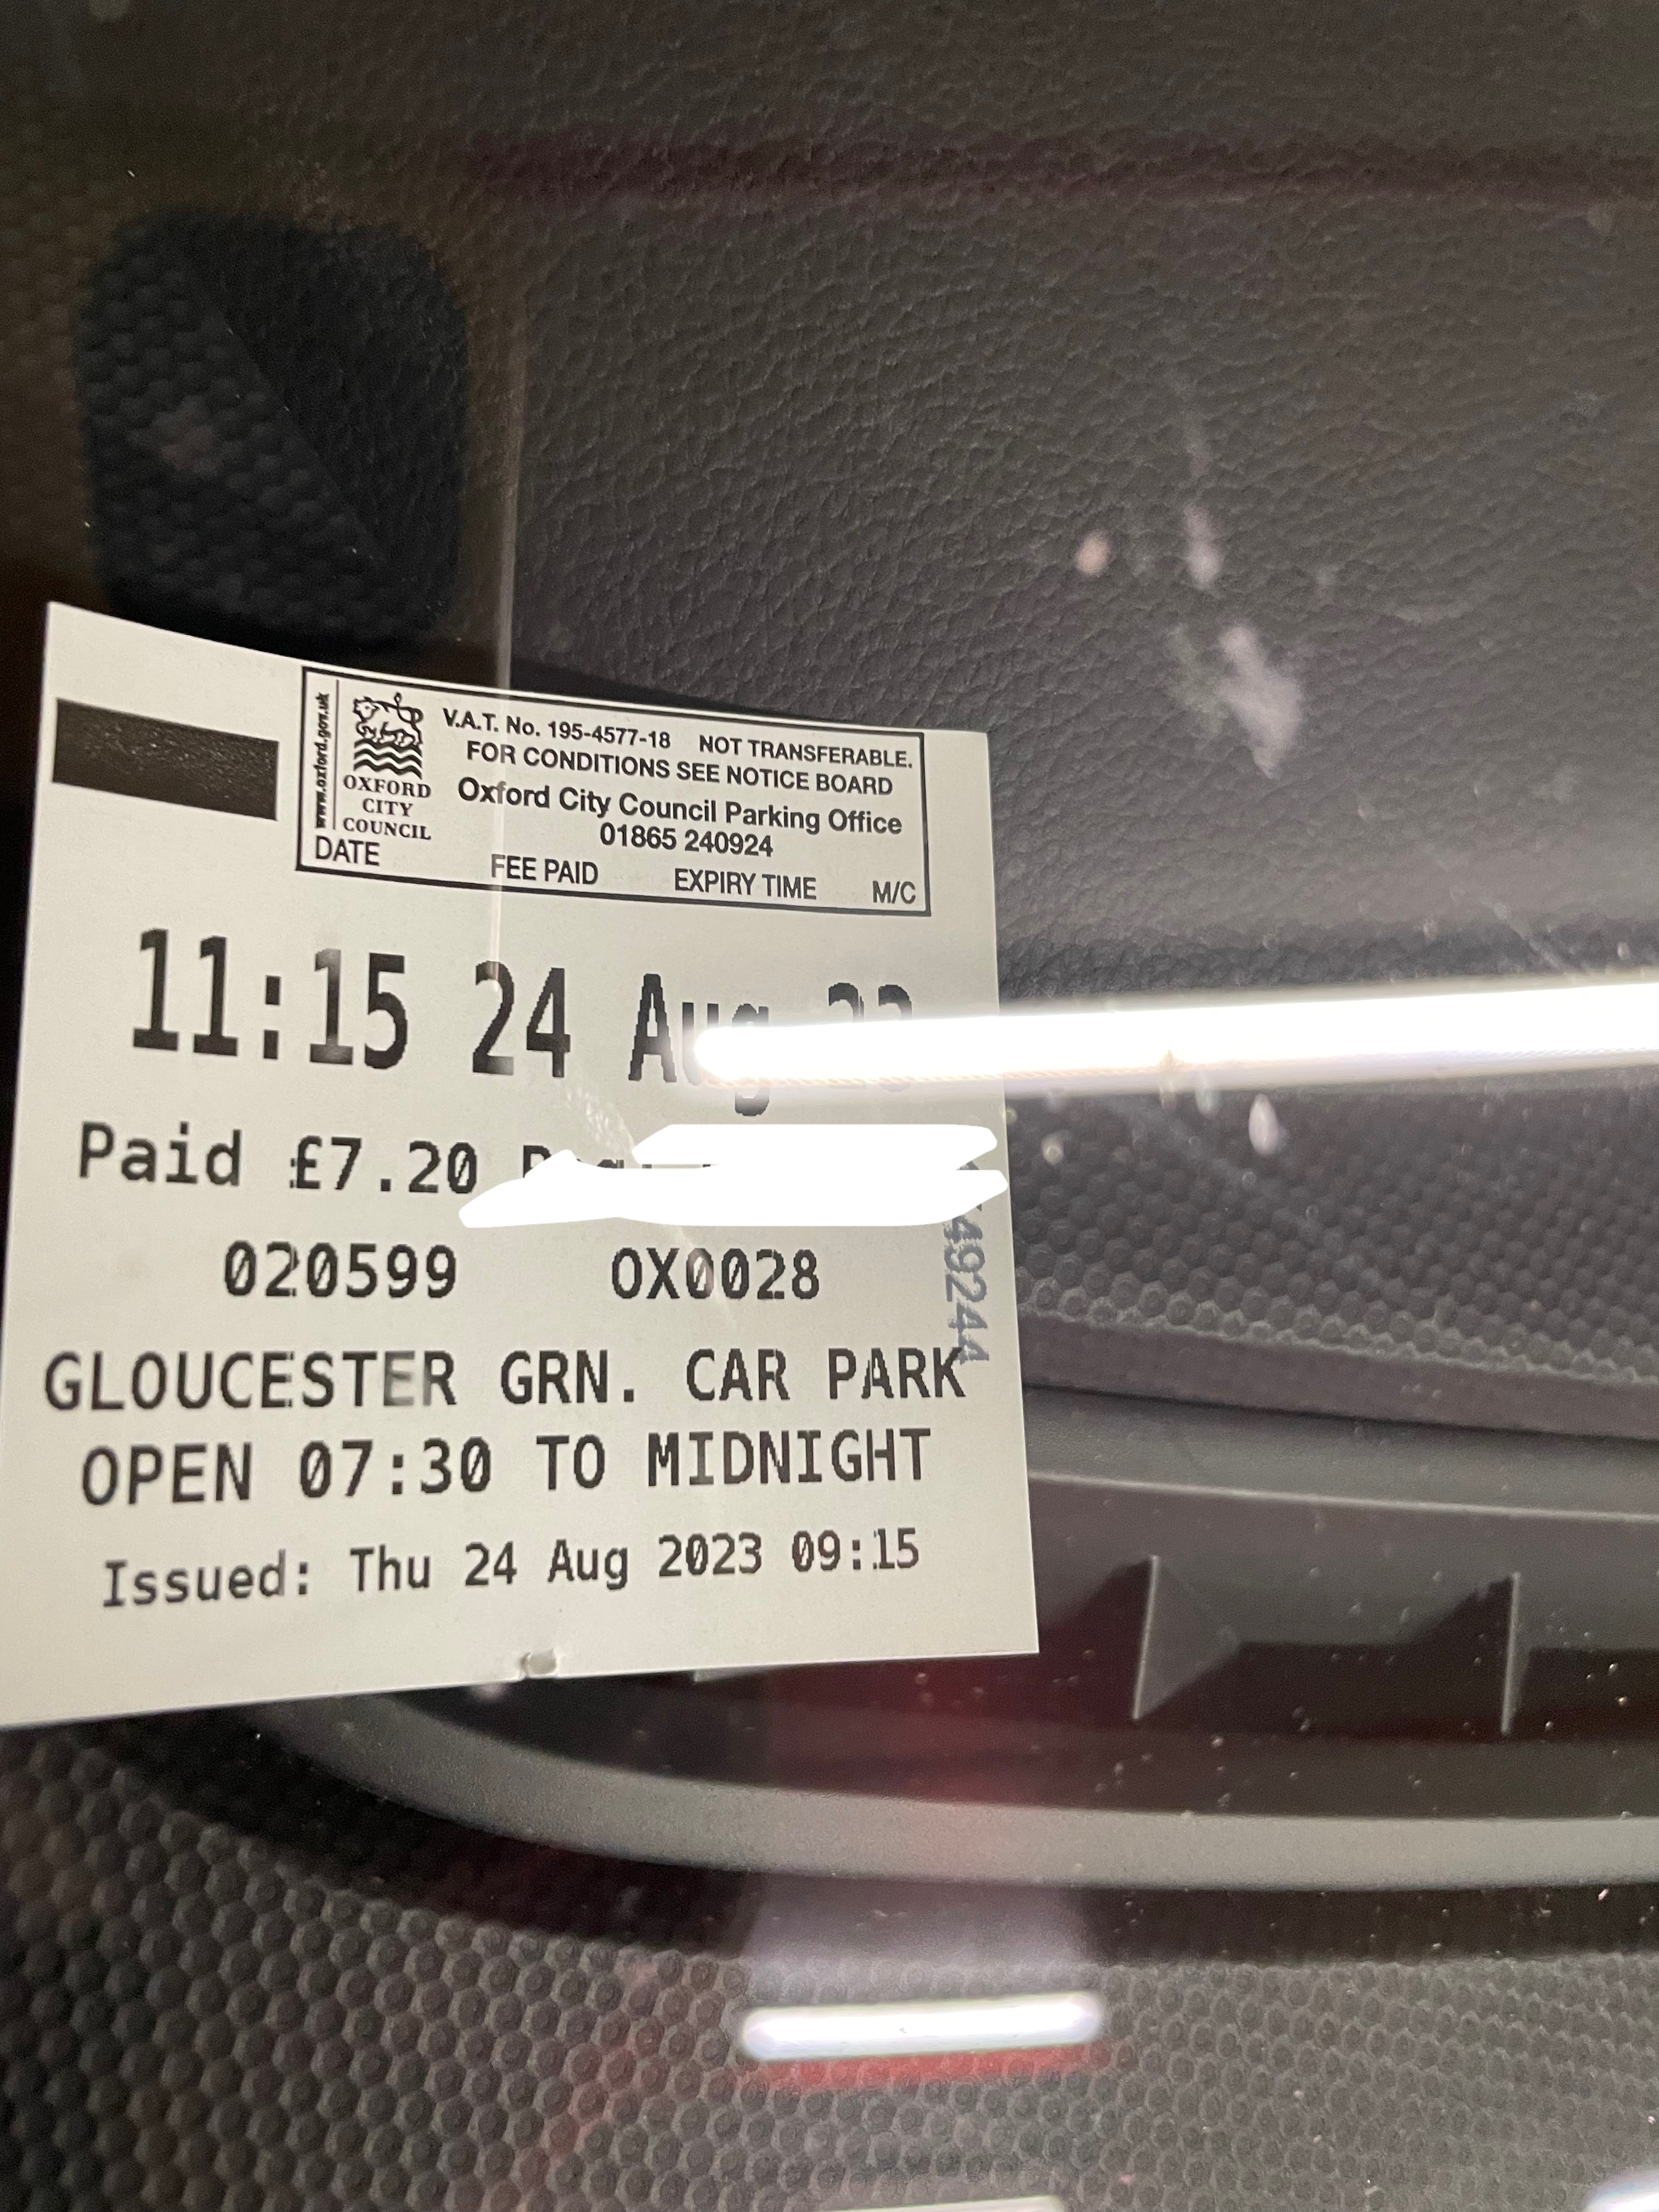 www.oxford.gov.uk
OXFORD
CITY
COUNCIL
V.A.T. No. 195-4577-18 NOT TRANSFERABLE.
FOR CONDITIONS SEE NOTICE BOARD
Oxford City Council Parking Office
01865 240924
DATE FEE PAID EXPIRY TIME M/C
11:15 24 Aug 23
Paid £7.20
020599 OX0028
49244
GLOUCESTER GRN. CAR PARK
OPEN 07:30 TO MIDNIGHT
Issued: Thu 24 Aug 2023 09:15